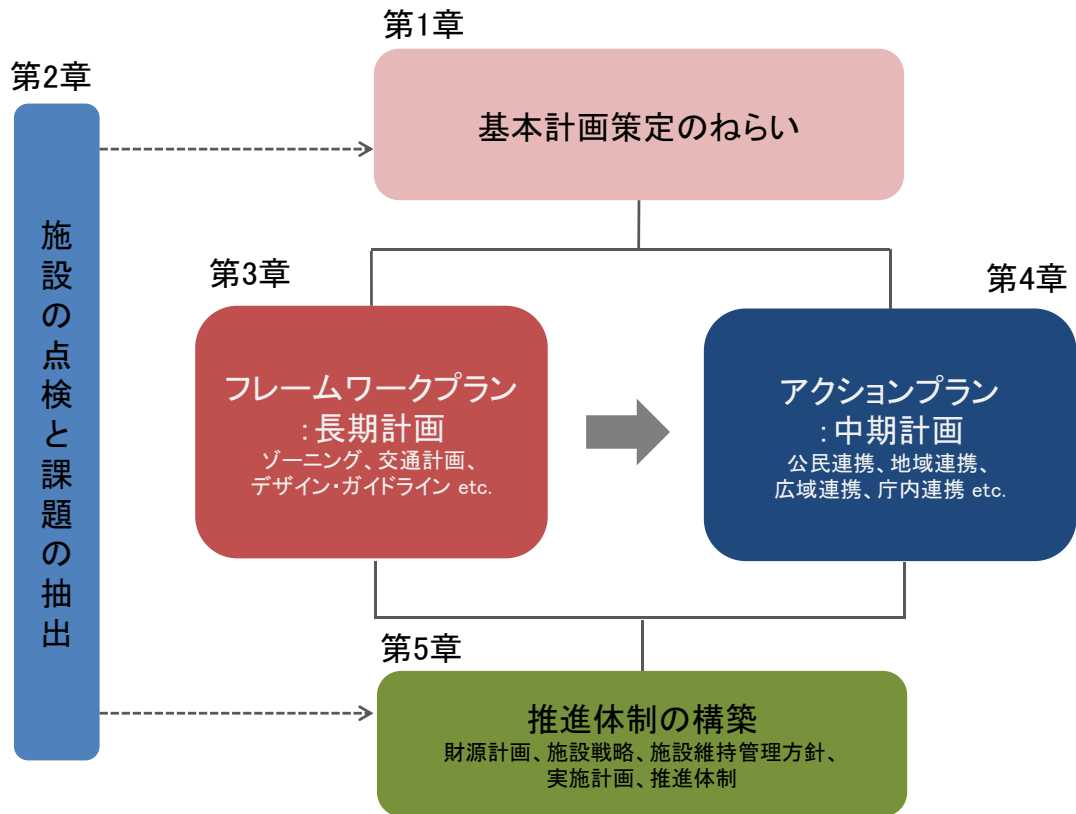 第1章
基本計画策定のねらい
第2章
施設の点検と課題の抽出
第3章
フレームワークプラン
：長期計画
ゾーニング、交通計画、
デザイン・ガイドライン etc.
第4章
アクションプラン
：中期計画
公民連携、地域連携、
広域連携、庁内連携 etc.
第5章
推進体制の構築
財源計画、施設戦略、施設維持管理方針、
実施計画、推進体制